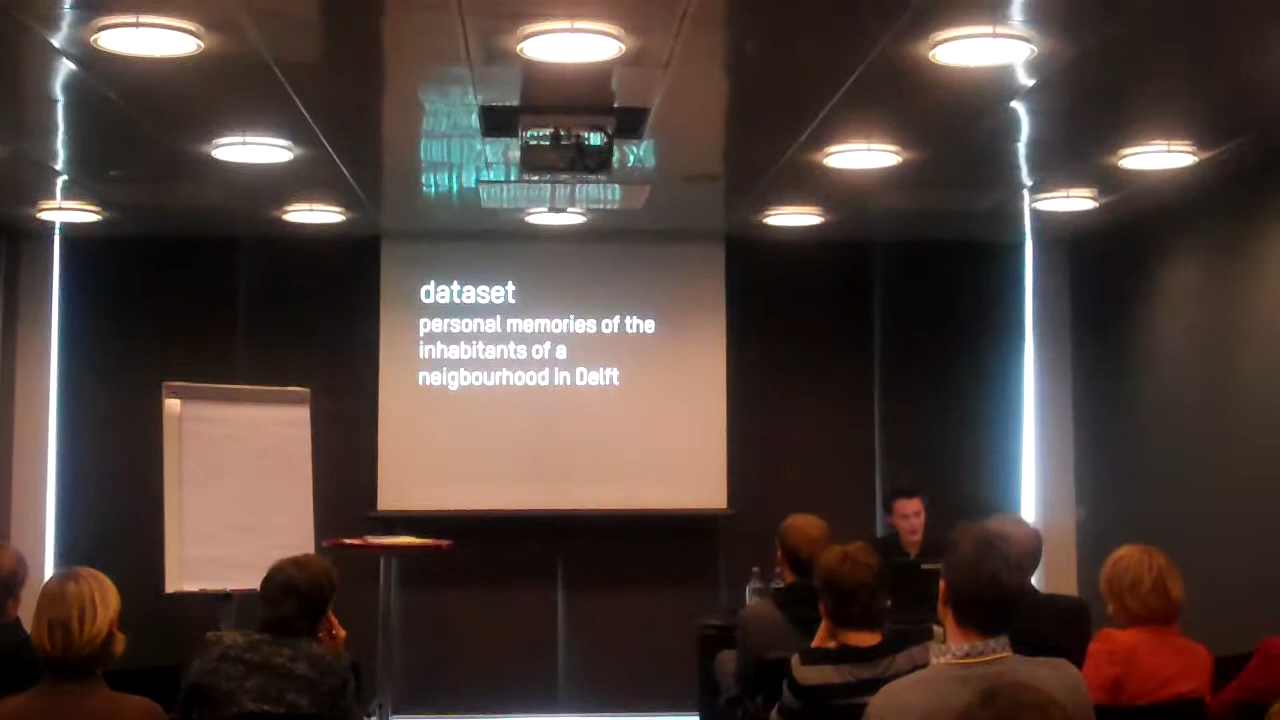 dataset
personal memories of the
inhabitants of a
neigbourhood in Delft